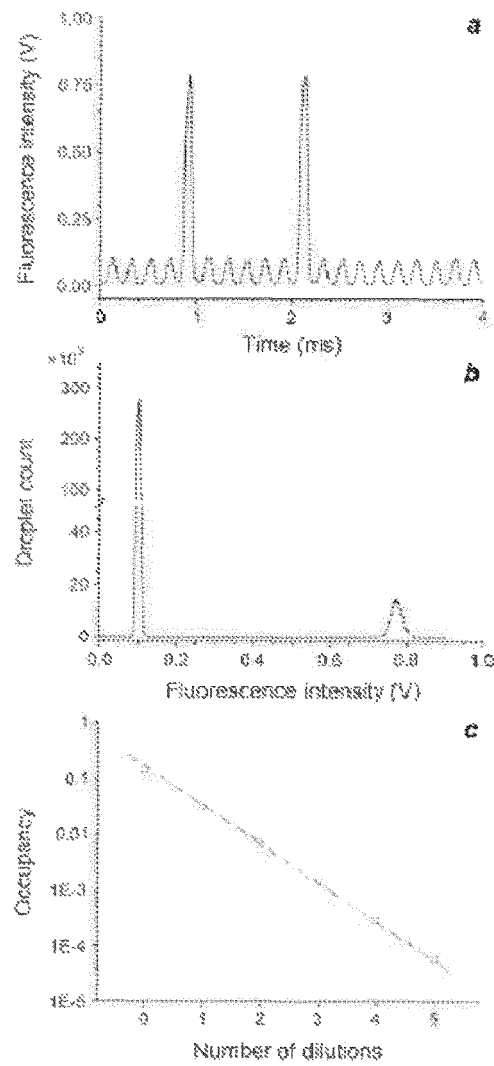 a
Fluorescence intensity (V)
1.00
0.75
0.50
0.25
0.00
0 1 2 3 4
Time (ms)
b
Droplet count
300
200
100
40
20
0
0.0 0.2 0.4 0.6 0.8 1.0
Fluorescence intensity (V)
c
Occupancy
1
0.1
0.01
1E-3
1E-4
1E-5
0 1 2 3 4 5
Number of dilutions